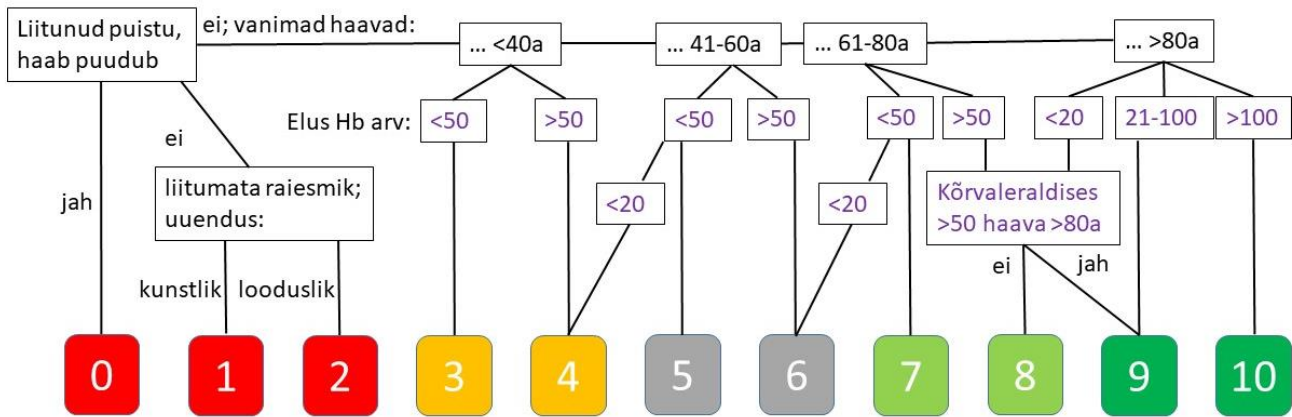 Liitunud puistu,
haab puudub
ei; vanimad haavad:
... <40a
... 41-60a
... 61-80a
... >80a
Elus Hb arv:
<50
>50
<50
>50
<50
>50
<20
21-100
>100
ei
jah
liitumata raiesmik;
uuendus:
<20
<20
Kõrvaleraldises
>50 haava >80a
ei
jah
kunstlik
looduslik
0
1
2
3
4
5
6
7
8
9
10